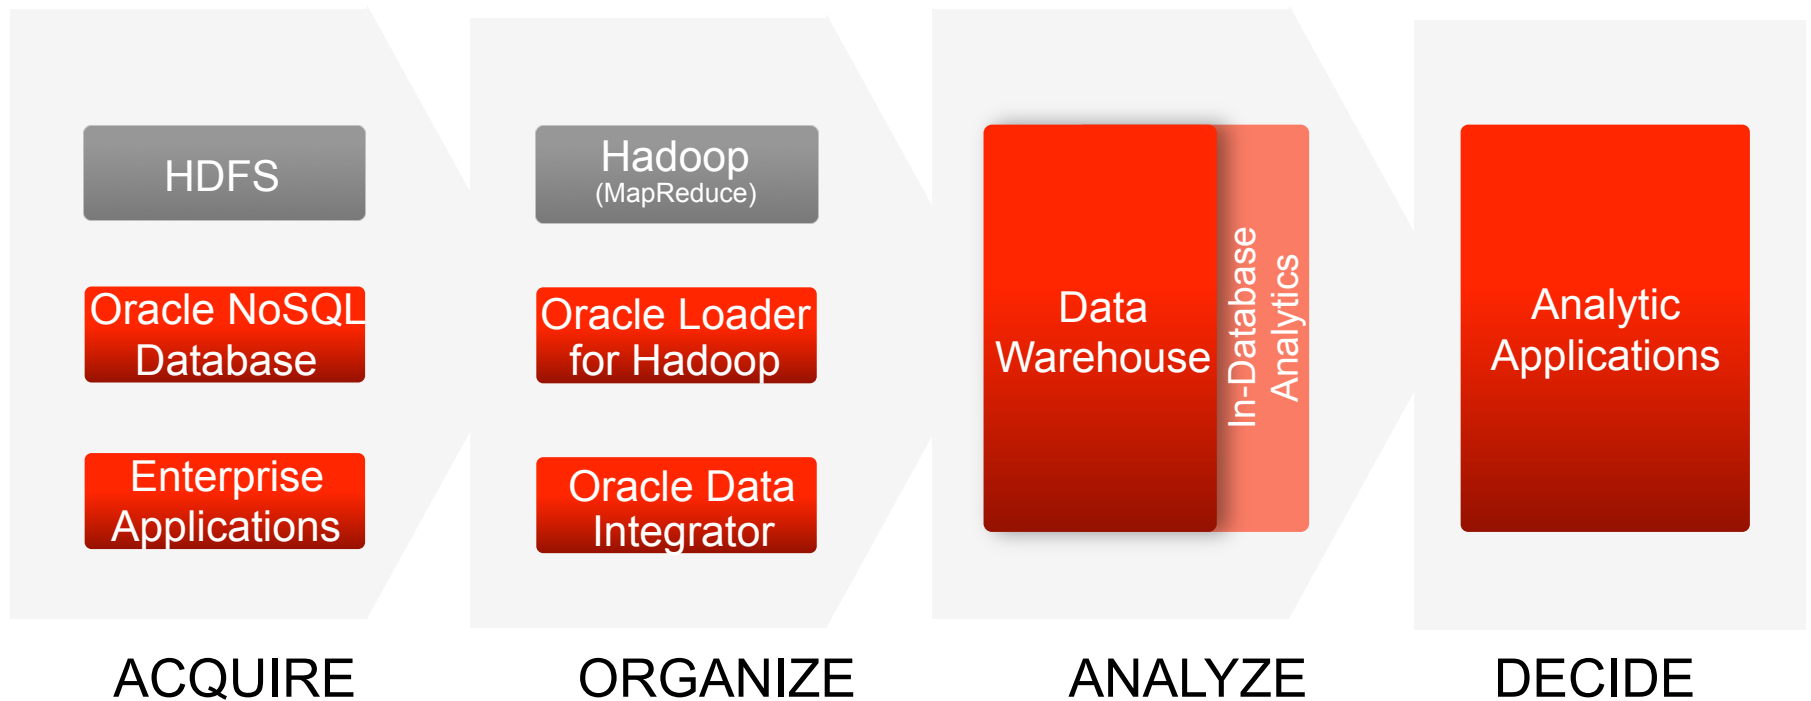 HDFS
Oracle NoSQL
Database
Enterprise
Applications
ACQUIRE
Hadoop
(MapReduce)
Oracle Loader
for Hadoop
Oracle Data
Integrator
ORGANIZE
Data
Warehouse
In-Database
Analytics
ANALYZE
Analytic
Applications
DECIDE